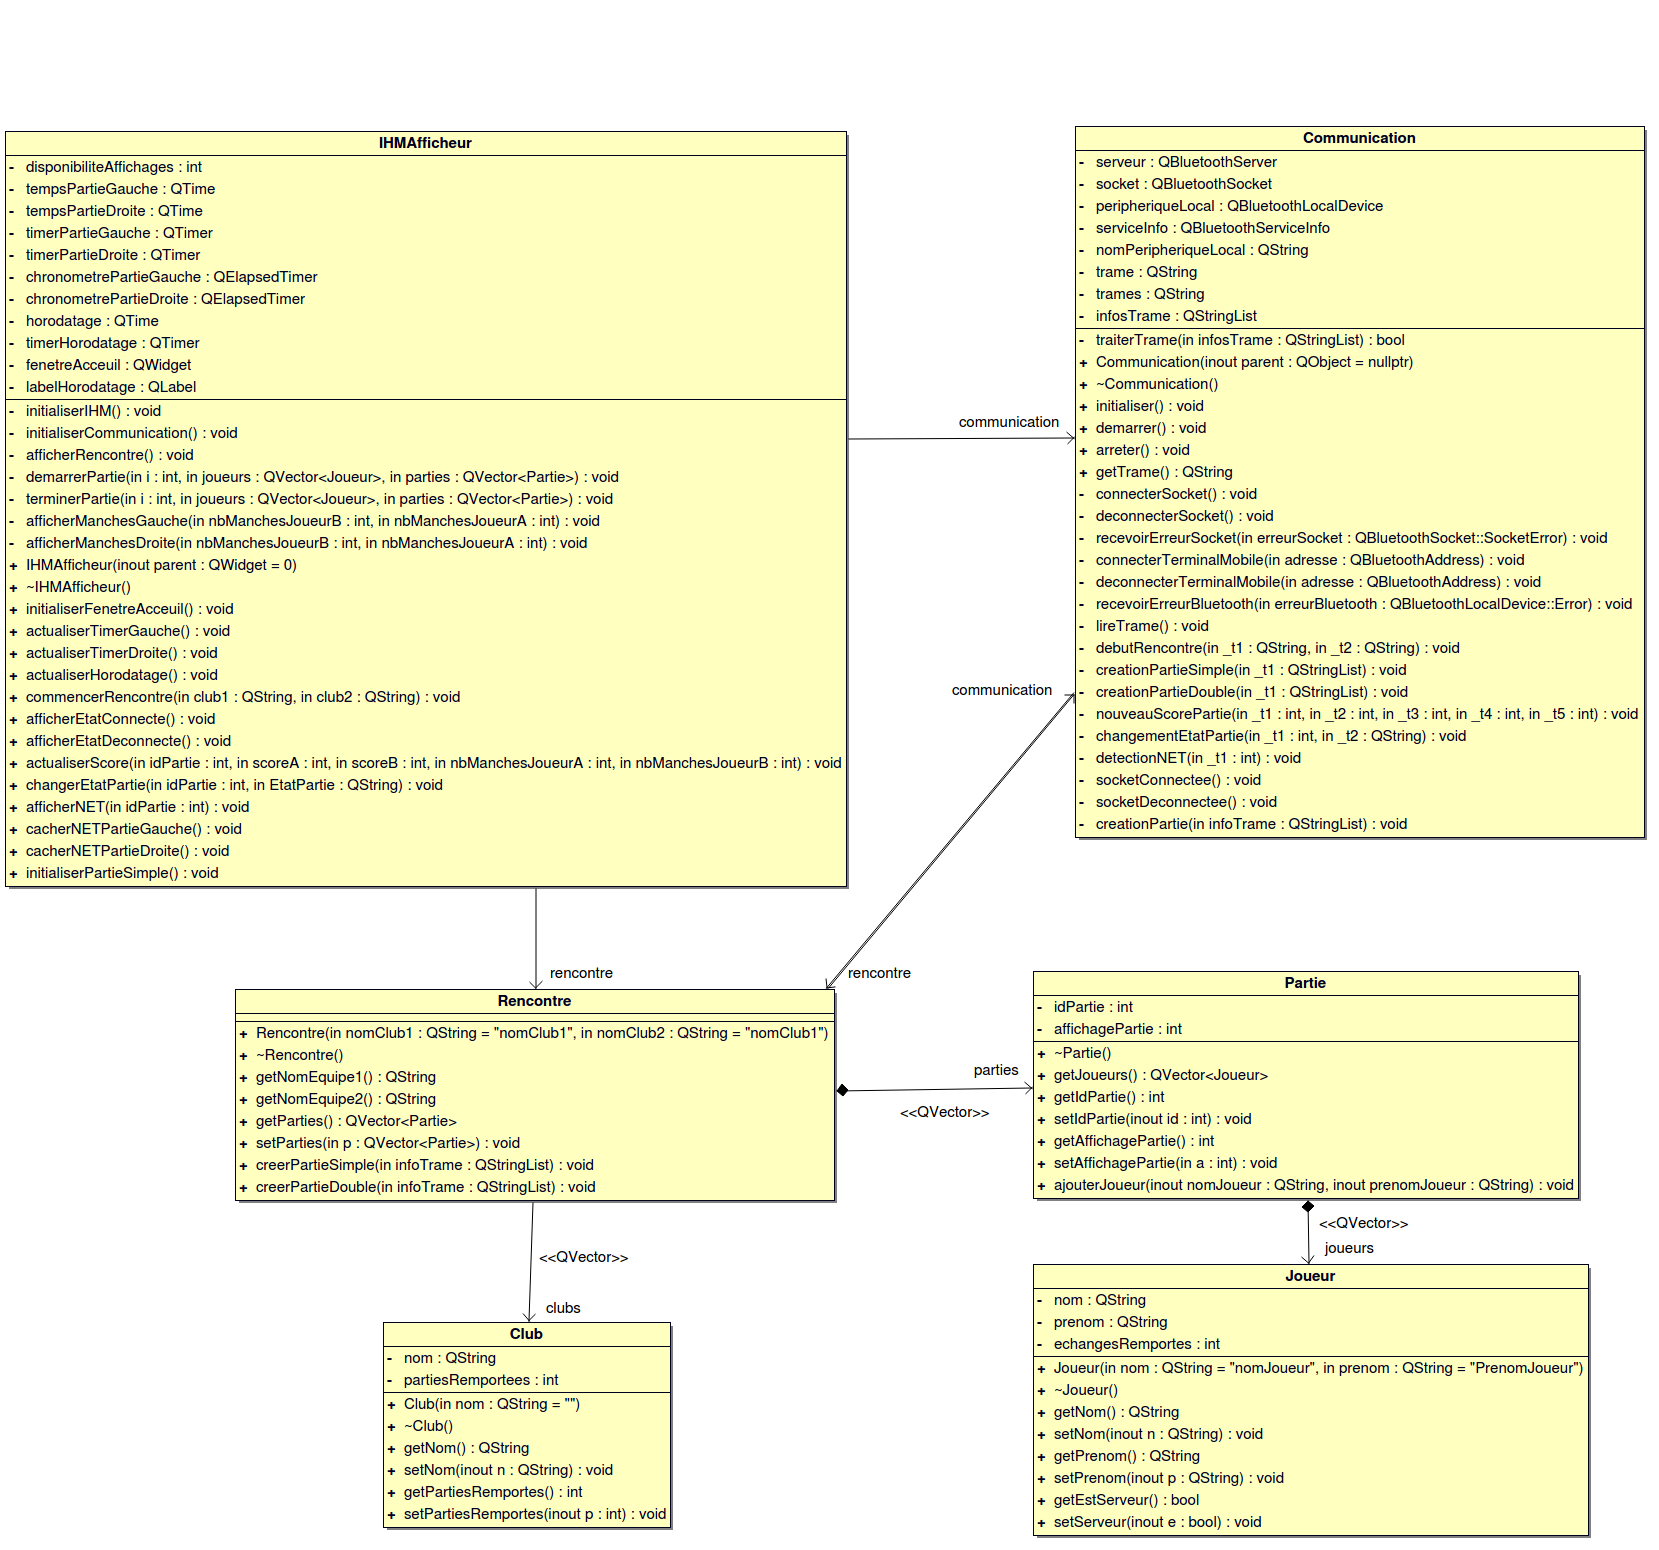 IHMAfficheur
- disponibiliteAffichages : int
- tempsPartieGauche : QTime
- tempsPartieDroite : QTime
- timerPartieGauche : QTimer
- timerPartieDroite : QTimer
- chronometrePartieGauche : QElapsedTimer
- chronometrePartieDroite : QElapsedTimer
- horodatage : QTime
- timerHorodatage : QTimer
- fenetreAcceuil : QWidget
- labelHorodatage : QLabel
- initialiserIHM() : void
- initialiserCommunication() : void
- afficherRencontre() : void
- demarrerPartie(in i : int, in joueurs : QVector<Joueur>, in parties : QVector<Partie>) : void
- terminerPartie(in i : int, in joueurs : QVector<Joueur>, in parties : QVector<Partie>) : void
- afficherManchesGauche(in nbManchesJoueurB : int, in nbManchesJoueurA : int) : void
- afficherManchesDroite(in nbManchesJoueurB : int, in nbManchesJoueurA : int) : void
+ IHMAfficheur(inout parent : QWidget = 0)
+ ~IHMAfficheur()
+ initialiserFenetreAcceuil() : void
+ actualiserTimerGauche() : void
+ actualiserTimerDroite() : void
+ actualiserHorodatage() : void
+ commencerRencontre(in club1 : QString, in club2 : QString) : void
+ afficherEtatConnecte() : void
+ afficherEtatDeconnecte() : void
+ actualiserScore(in idPartie : int, in scoreA : int, in scoreB : int, in nbManchesJoueurA : int, in nbManchesJoueurB : int) : void
+ changerEtatPartie(in idPartie : int, in EtatPartie : QString) : void
+ afficherNET(in idPartie : int) : void
+ cacherNETPartieGauche() : void
+ cacherNETPartieDroite() : void
+ initialiserPartieSimple() : void
communication
Communication
- serveur : QBluetoothServer
- socket : QBluetoothSocket
- peripheriqueLocal : QBluetoothLocalDevice
- serviceInfo : QBluetoothServiceInfo
- nomPeripheriqueLocal : QString
- trame : QString
- trames : QString
- infosTrame : QStringList
- traiterTrame(in infosTrame : QStringList) : bool
+ Communication(inout parent : QObject = nullptr)
+ ~Communication()
+ initialiser() : void
+ demarrer() : void
+ arreter() : void
+ getTrame() : QString
- connecterSocket() : void
- deconnecterSocket() : void
- recevoirErreurSocket(in erreurSocket : QBluetoothSocket::SocketError) : void
- connecterTerminalMobile(in adresse : QBluetoothAddress) : void
- deconnecterTerminalMobile(in adresse : QBluetoothAddress) : void
- recevoirErreurBluetooth(in erreurBluetooth : QBluetoothLocalDevice::Error) : void
- lireTrame() : void
- debutRencontre(in _t1 : QString, in _t2 : QString) : void
- creationPartieSimple(in _t1 : QStringList) : void
- creationPartieDouble(in _t1 : QStringList) : void
- nouveauScorePartie(in _t1 : int, in _t2 : int, in _t3 : int, in _t4 : int, in _t5 : int) : void
- changementEtatPartie(in _t1 : int, in _t2 : QString) : void
- detectionNET(in _t1 : int) : void
- socketConnectee() : void
- socketDeconnectee() : void
- creationPartie(in infoTrame : QStringList) : void
communication
rencontre
rencontre
Rencontre
+ Rencontre(in nomClub1 : QString = "nomClub1", in nomClub2 : QString = "nomClub1")
+ ~Rencontre()
+ getNomEquipe1() : QString
+ getNomEquipe2() : QString
+ getParties() : QVector<Partie>
+ setParties(in p : QVector<Partie>) : void
+ creerPartieSimple(in infoTrame : QStringList) : void
+ creerPartieDouble(in infoTrame : QStringList) : void
parties
<<QVector>>
Partie
- idPartie : int
- affichagePartie : int
+ ~Partie()
+ getJoueurs() : QVector<Joueur>
+ getIdPartie() : int
+ setIdPartie(inout id : int) : void
+ getAffichagePartie() : int
+ setAffichagePartie(in a : int) : void
+ ajouterJoueur(inout nomJoueur : QString, inout prenomJoueur : QString) : void
<<QVector>>
clubs
Club
- nom : QString
- partiesRemportees : int
+ Club(in nom : QString = "")
+ ~Club()
+ getNom() : QString
+ setNom(inout n : QString) : void
+ getPartiesRemportes() : int
+ setPartiesRemportes(inout p : int) : void
<<QVector>>
joueurs
Joueur
- nom : QString
- prenom : QString
- echangesRemportes : int
+ Joueur(in nom : QString = "nomJoueur", in prenom : QString = "PrenomJoueur")
+ ~Joueur()
+ getNom() : QString
+ setNom(inout n : QString) : void
+ getPrenom() : QString
+ setPrenom(inout p : QString) : void
+ getEstServeur() : bool
+ setServeur(inout e : bool) : void